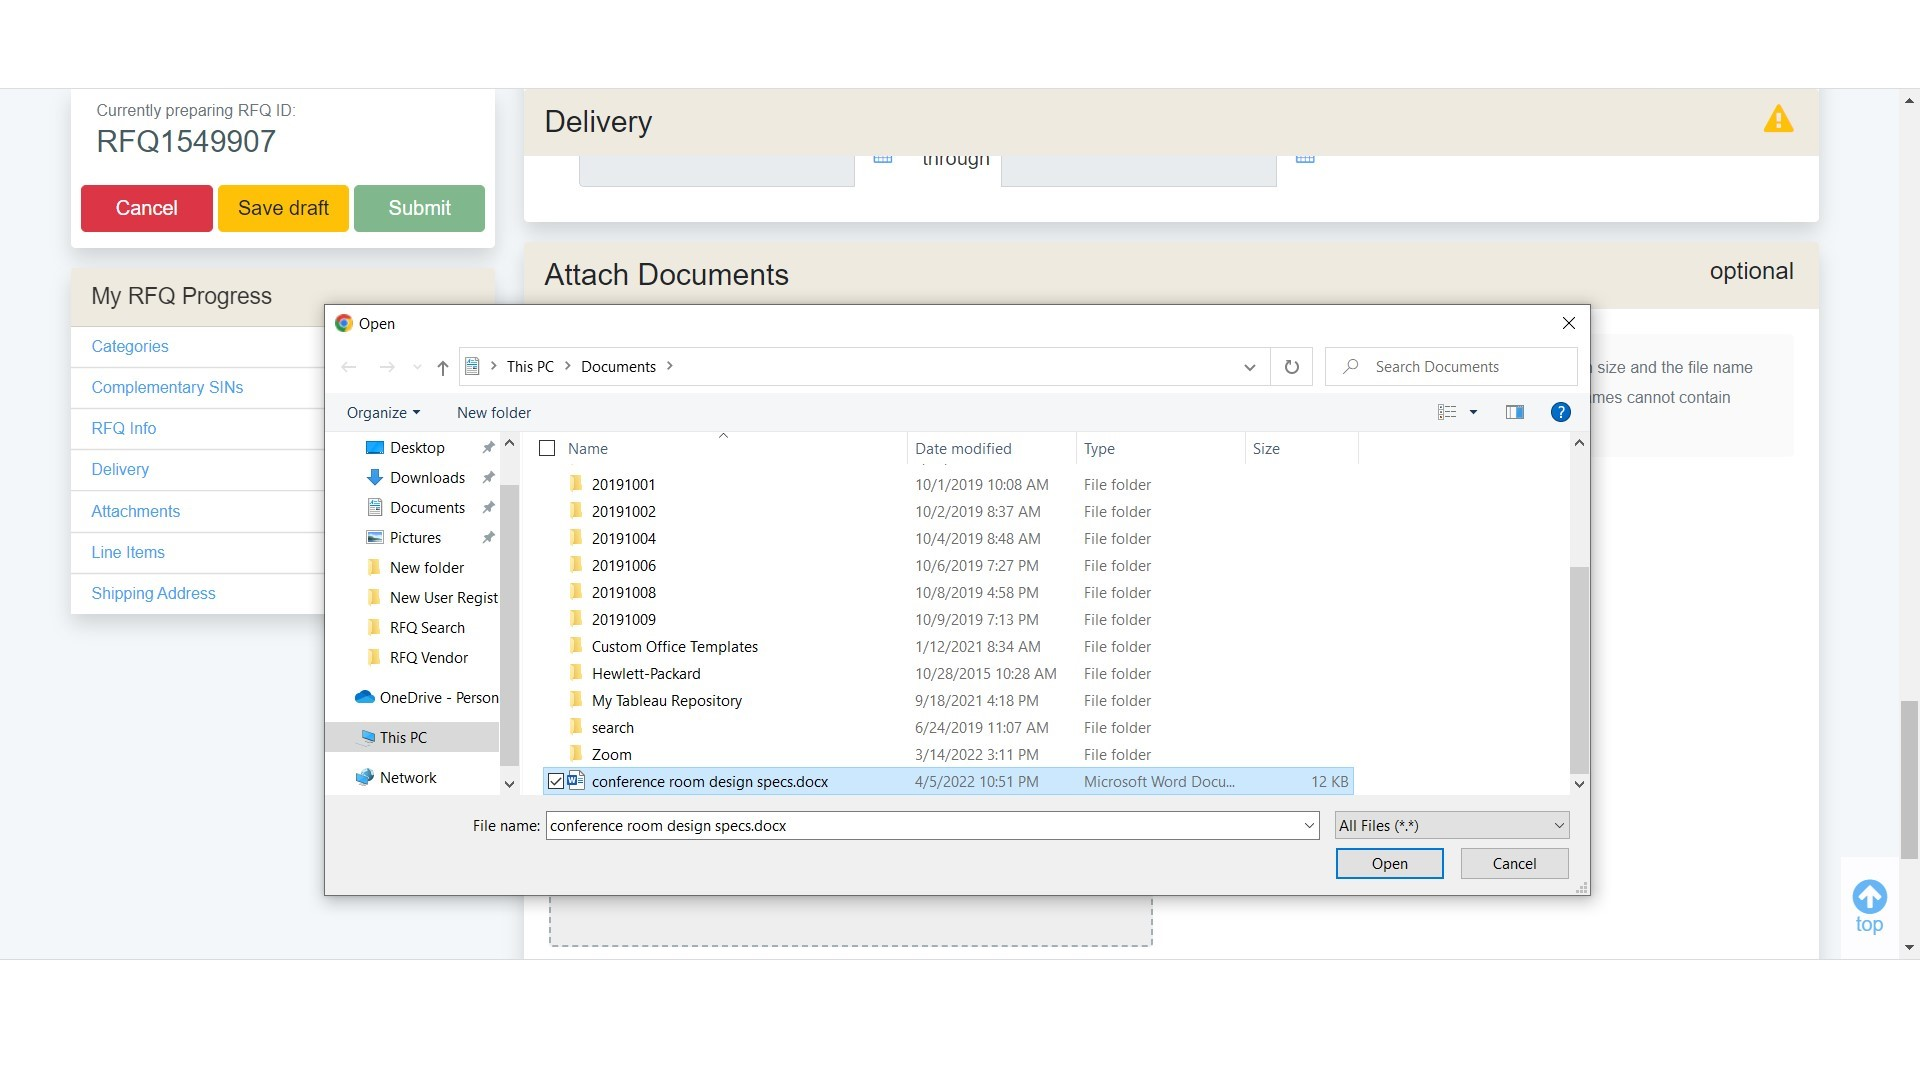 Currently preparing RFQ ID:
RFQ1549907
Cancel Save draft Submit
My RFQ Progress
Categories
Complementary SINs
RFQ Info
Delivery
Attachments
Line Items
Shipping Address
Delivery
through
Attach Documents optional
size and the file name
cannot contain
Open
This PC Documents
Search Documents
Organize New folder
?
Desktop
Downloads
Documents
Pictures
New folder
New User Regist
RFQ Search
RFQ Vendor
OneDrive - Person
This PC
Network
Name Date modified Type Size
20191001 10/1/2019 10:08 AM File folder
20191002 10/2/2019 8:37 AM File folder
20191004 10/4/2019 8:48 AM File folder
20191006 10/6/2019 7:27 PM File folder
20191008 10/8/2019 4:58 PM File folder
20191009 10/9/2019 7:13 PM File folder
Custom Office Templates 1/12/2021 8:34 AM File folder
Hewlett-Packard 10/28/2015 10:28 AM File folder
My Tableau Repository 9/18/2021 4:18 PM File folder
search 6/24/2019 11:07 AM File folder
Zoom 3/14/2022 3:11 PM File folder
conference room design specs.docx 4/5/2022 10:51 PM Microsoft Word Docu... 12 KB
File name: conference room design specs.docx All Files (*.*)
Open Cancel
top